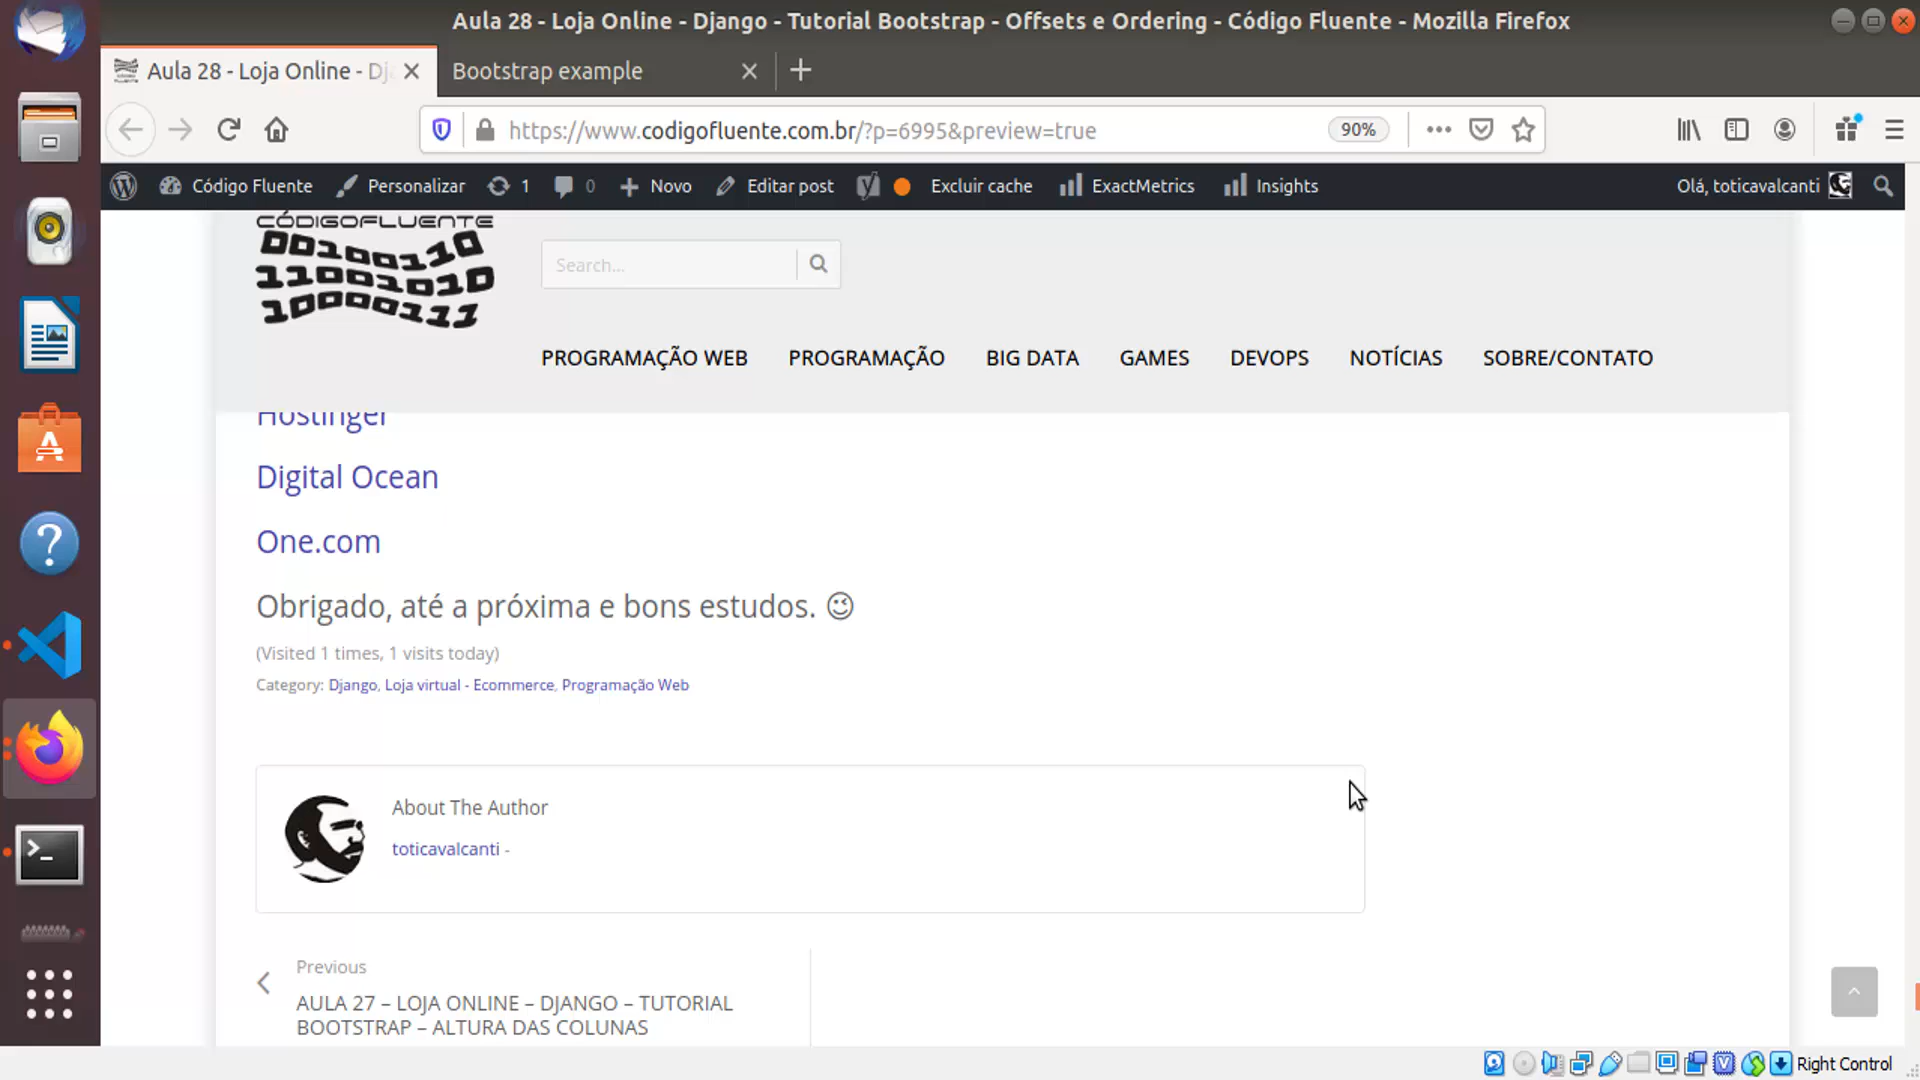 Aula 28 - Loja Online - Django - Tutorial Bootstrap - Offsets e Ordering - Código Fluente - Mozilla Firefox
Aula 28 - Loja Online - Dj
Bootstrap example
https://www.codigofluente.com.br/?p=6995&preview=true
90%
Código Fluente
Personalizar
1
0
Novo
Editar post
Excluir cache
ExactMetrics
Insights
Olá, toticavalcanti
CÓDIGOFLUENTE
00100110
11001010
10000111
Search...
PROGRAMAÇÃO WEB
PROGRAMAÇÃO
BIG DATA
GAMES
DEVOPS
NOTÍCIAS
SOBRE/CONTATO
Hostinger
Digital Ocean
One.com
Obrigado, até a próxima e bons estudos. 😉
(Visited 1 times, 1 visits today)
Category: Django, Loja virtual - Ecommerce, Programação Web
About The Author
toticavalcanti -
Previous
AULA 27 – LOJA ONLINE – DJANGO – TUTORIAL
BOOTSTRAP – ALTURA DAS COLUNAS
Right Control